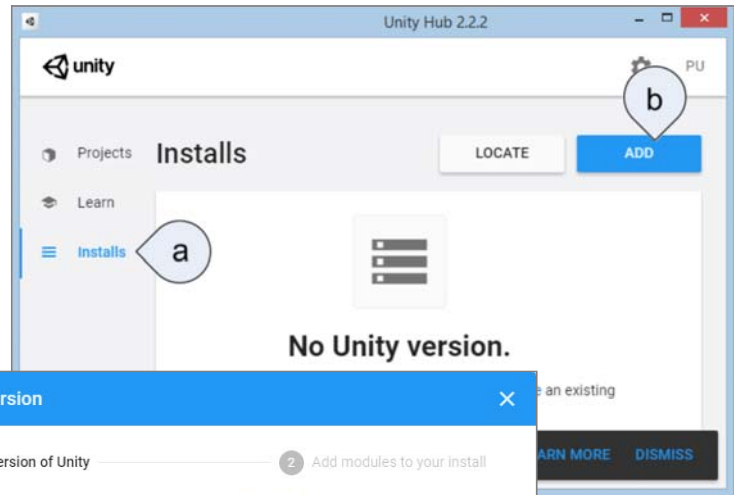 Unity Hub 2.2.2
unity
PU
b
Projects
Installs
LOCATE
ADD
Learn
Installs
a
No Unity version.
an existing
rsion
ersion of Unity
2 Add modules to your install
ARN MORE
DISMISS